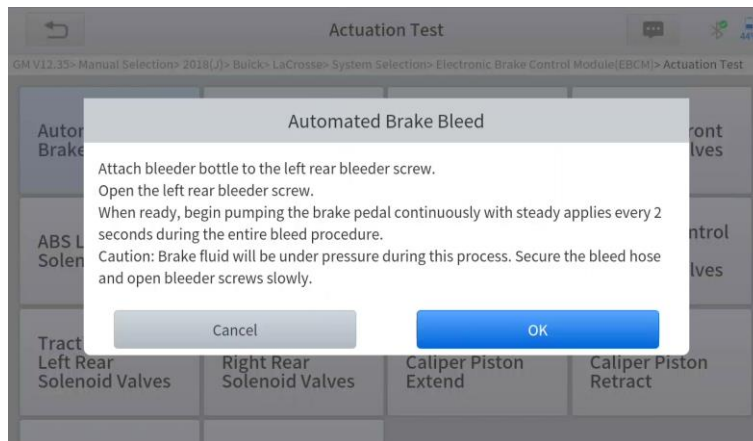 Actuation Test
GM V12.35> Manual Selection> 2018(J)> Buick> LaCrosse> System Selection> Electronic Brake Control Module(EBCM)> Actuation Test
Automated Brake Bleed
Attach bleeder bottle to the left rear bleeder screw.
Open the left rear bleeder screw.
When ready, begin pumping the brake pedal continuously with steady applies every 2
seconds during the entire bleed procedure.
Caution: Brake fluid will be under pressure during this process. Secure the bleed hose
and open bleeder screws slowly.
Cancel
OK
Left Rear
Solenoid Valves
Right Rear
Solenoid Valves
Caliper Piston
Extend
Caliper Piston
Retract